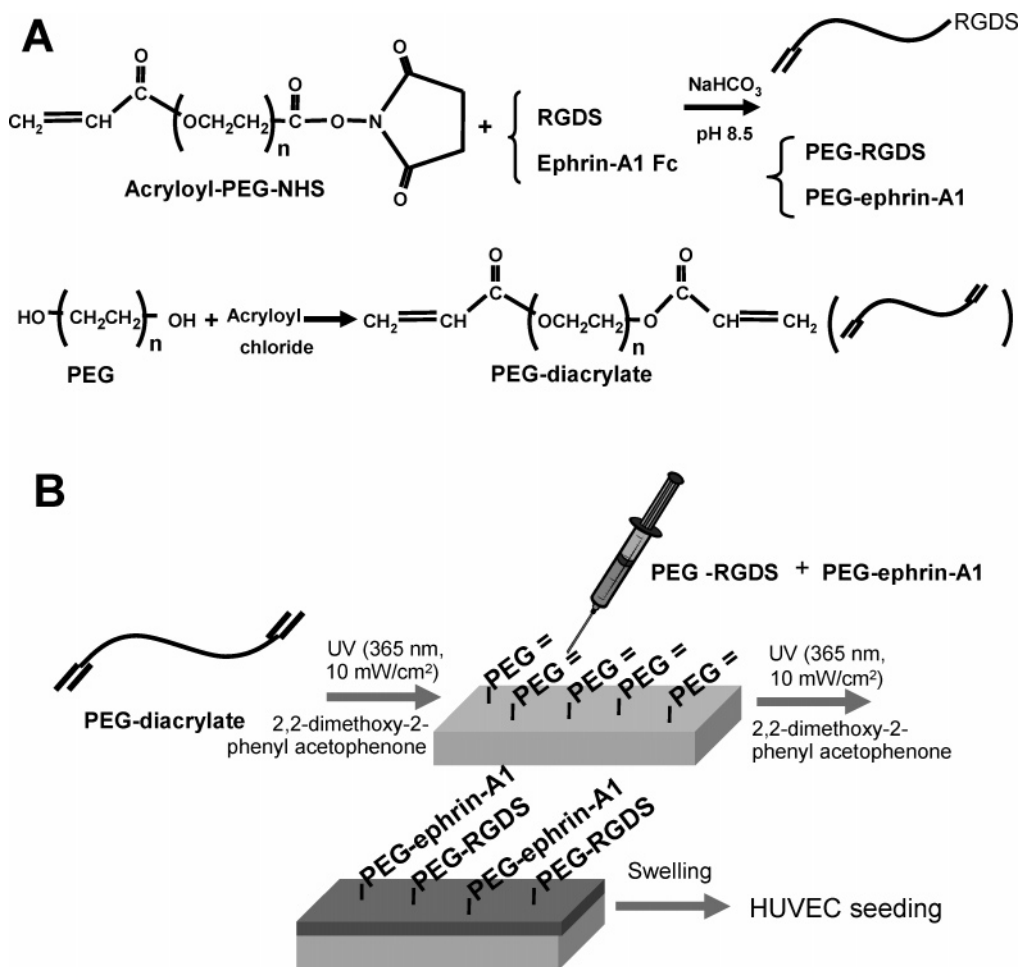 A
RGDS
O
C
CH₂ CH (OCH₂CH₂)n C O N
O
O
O
+
RGDS
Ephrin-A1 Fc
NaHCO₃
pH 8.5
PEG-RGDS
PEG-ephrin-A1
Acryloyl-PEG-NHS
O
C
O
C
HO (CH₂CH₂)n OH + Acryloyl
chloride
CH₂ CH (OCH₂CH₂)n O CH CH₂ ( )
PEG
PEG-diacrylate
B
PEG-diacrylate
UV (365 nm,
10 mW/cm²)
2,2-dimethoxy-2-
phenyl acetophenone
PEG -RGDS + PEG-ephrin-A1
PEG =
PEG =
PEG =
PEG =
PEG =
UV (365 nm,
10 mW/cm²)
2,2-dimethoxy-2-
phenyl acetophenone
PEG-ephrin-A1
PEG-RGDS
PEG-ephrin-A1
PEG-RGDS
Swelling
HUVEC seeding